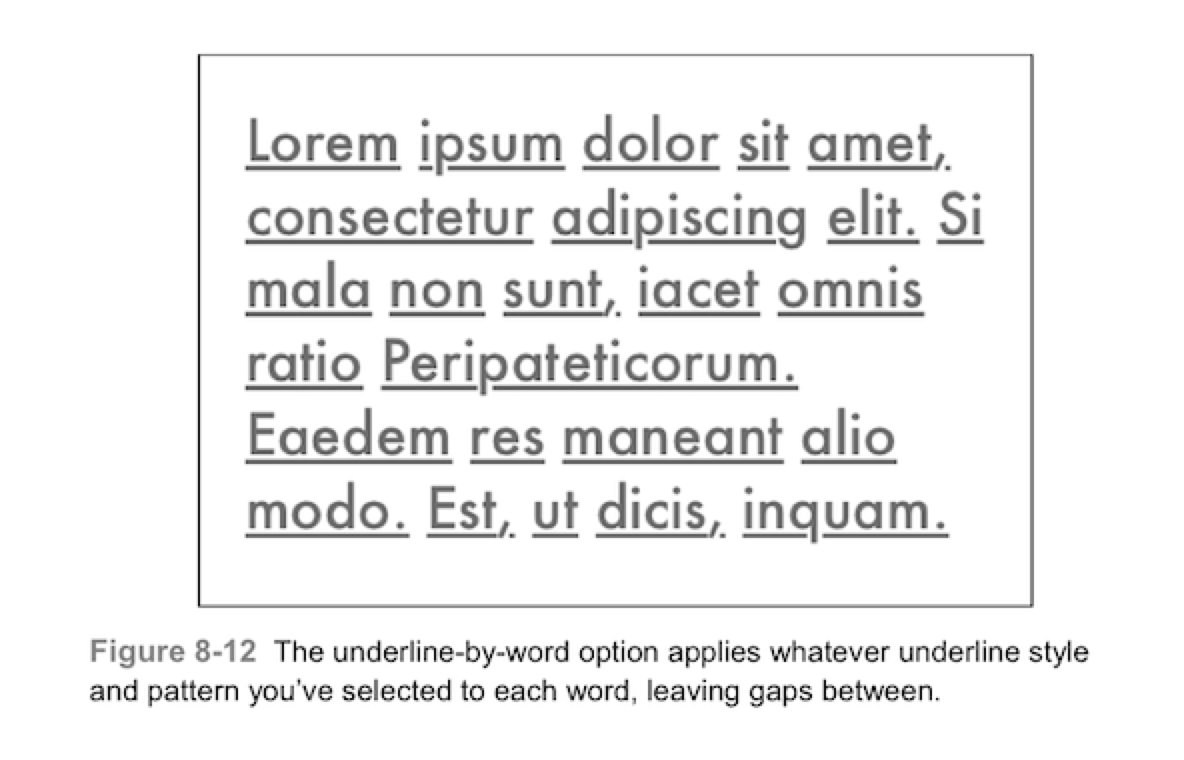 Lorem ipsum dolor sit amet,
consectetur adipiscing elit. Si
mala non sunt, iacet omnis
ratio Peripateticorum.
Eaedem res maneant alio
modo. Est, ut dicis, inquam.
Figure 8-12 The underline-by-word option applies whatever underline style
and pattern you’ve selected to each word, leaving gaps between.